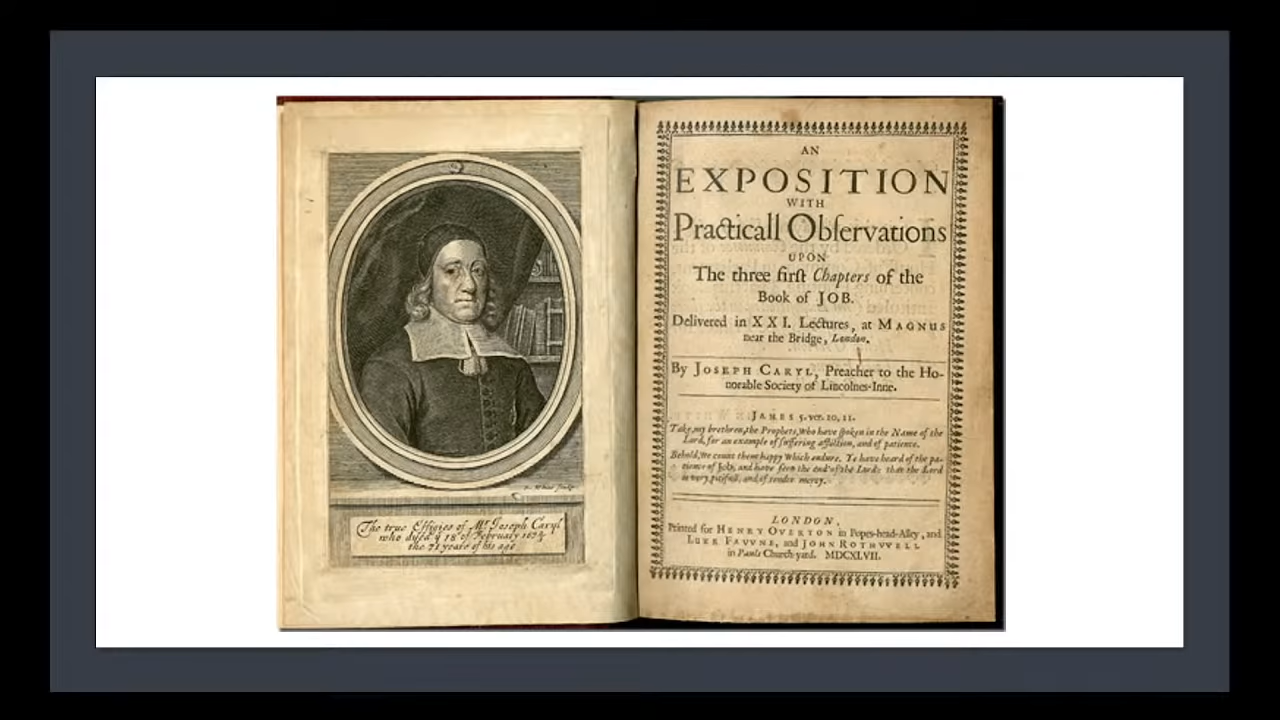 The true Effigies of Mr Joseph Caryl
who dyed ye 18 of February 1674
the 71 years of his age
AN
EXPOSITION
WITH
Practicall Obſervations
UPON
The three firſt Chapters of the
Book of JOB.
Delivered in XXI. Lectures, at MAGNUS
near the Bridge, London.
By JOSEPH CARYL, Preacher to the Ho-
norable Society of Lincolnes-Inne.
JAMES 5. ver. 10, 11.
Take, my brethren, the Prophets, who have ſpoken in the Name of the
Lord, for an example of ſuffering affliction, and of patience.
Behold, we count them happy which endure. Ye have heard of the pa-
tience of Job, and have ſeen the end of the Lord: that the Lord
is very pitifull, and of tender mercy.
LONDON,
Printed for HENRY OVERTON in Popes-head-Alley, and
LUKE FAVVNE, and JOHN ROTHVVELL
in Pauls Church-yard. MDCXLVII.